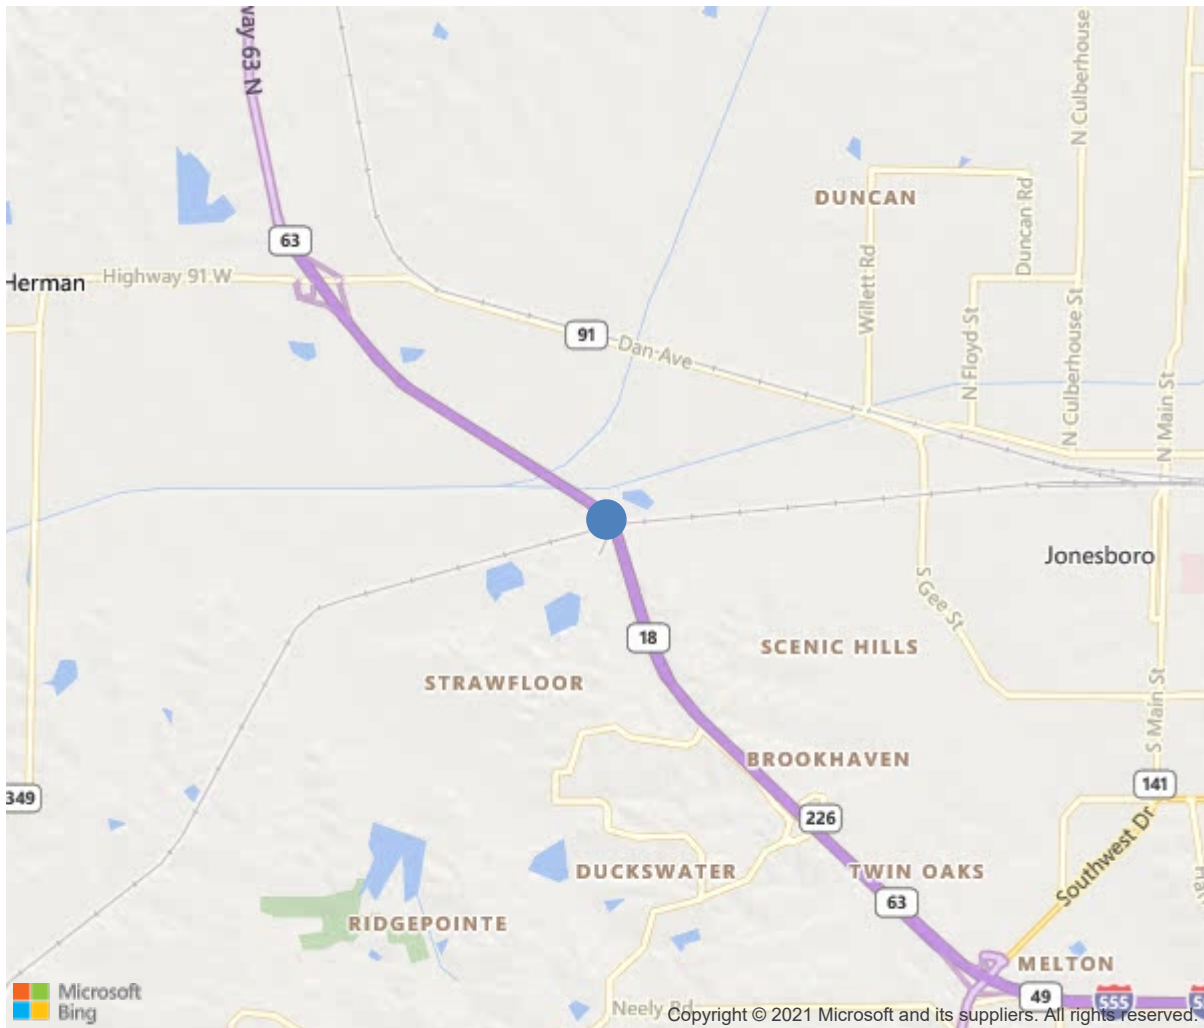 way 63 N
N Culberhouse
DUNCAN
Duncan Rd
63
Willett Rd
Herman
Highway 91 W
N Floyd St
N Culberhouse St
91
Dan Ave
N Main St
Jonesboro
S Gee St
18
SCENIC HILLS
STRAWFLOOR
S Main St
BROOKHAVEN
349
141
226
Southwest Dr
DUCKSWATER
TWIN OAKS
63
RIDGEPOINTE
MELTON
Microsoft
Bing
Neely Rd
49
555
Copyright © 2021 Microsoft and its suppliers. All rights reserved.